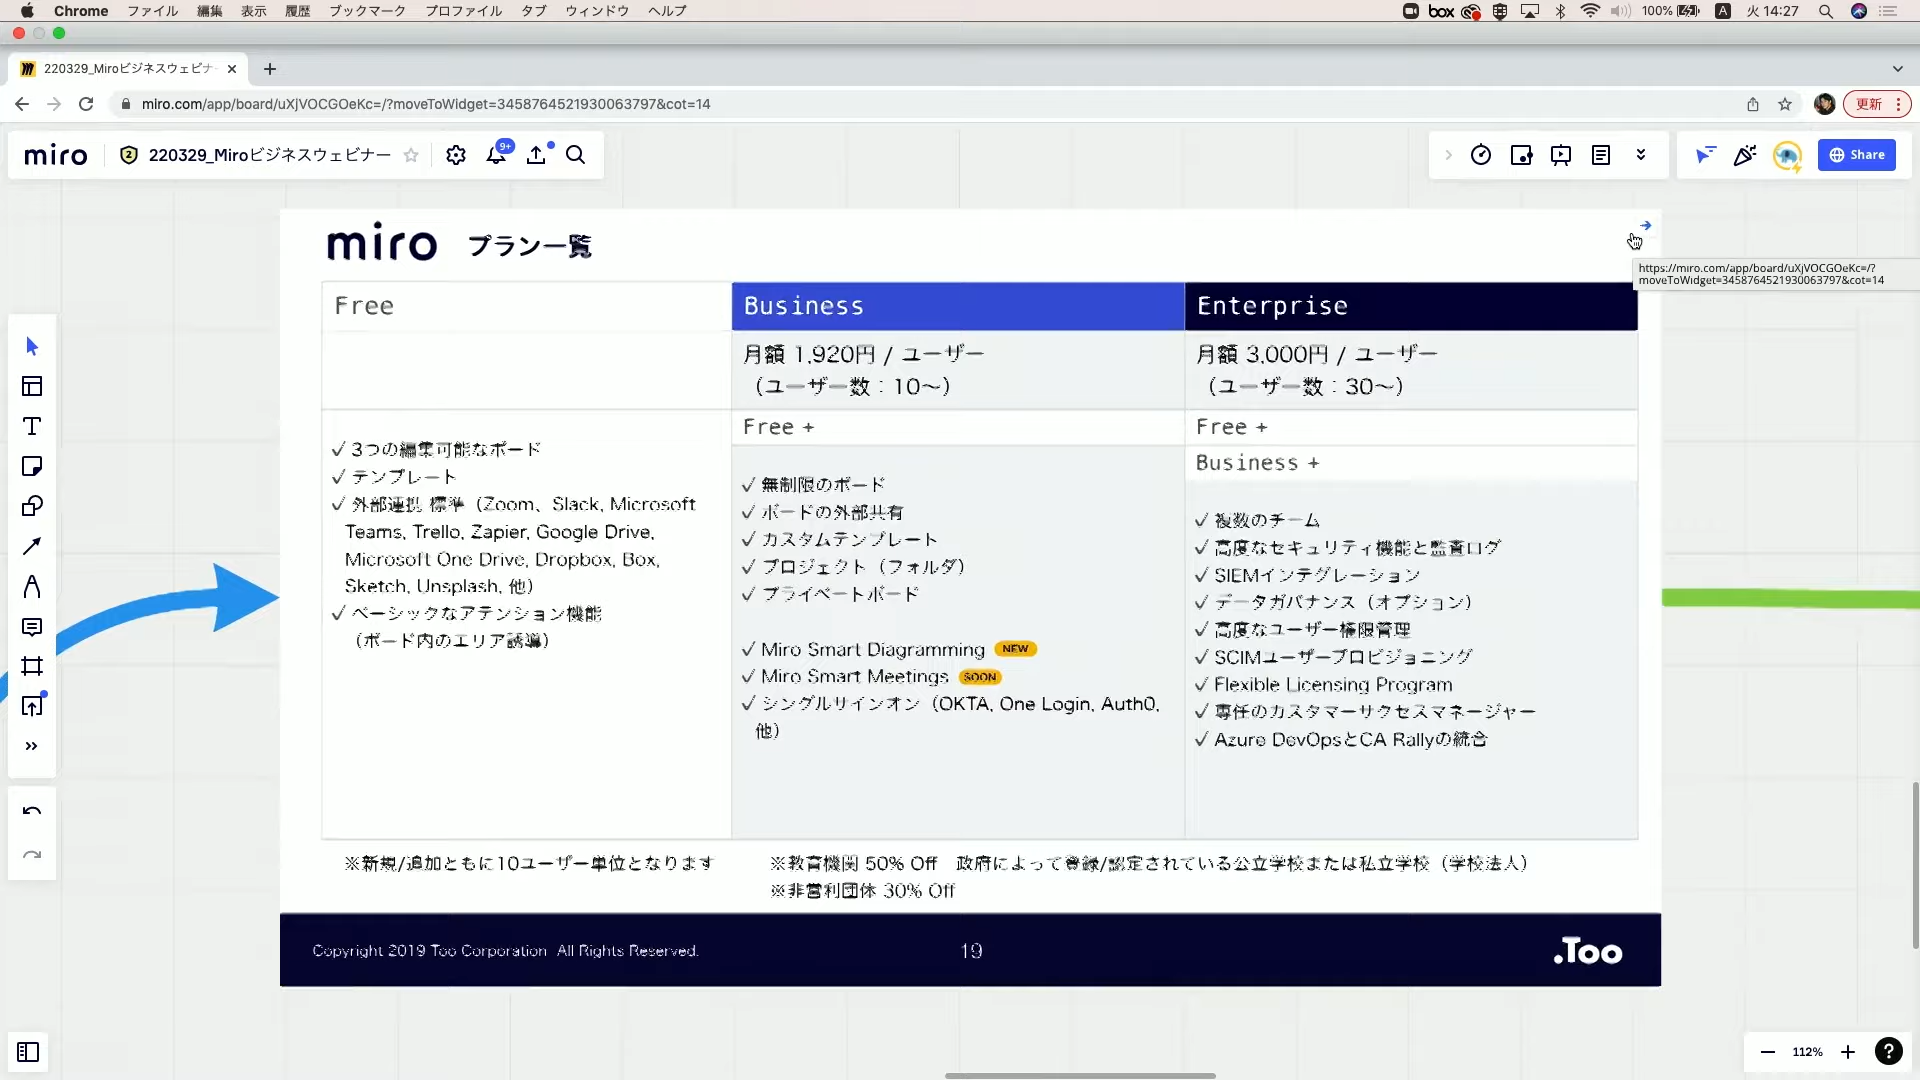 Chrome ファイル 編集 表示 履歴 ブックマーク プロファイル タブ ウィンドウ ヘルプ box 100% A 火 14:27
220329_Miroビジネスウェビナー
miro.com/app/board/uXjVOCGOeKc=/?moveToWidget=3458764521930063797&cot=14
更新
miro 220329_Miroビジネスウェビナー 9+ Share
miro プラン一覧
https://miro.com/app/board/uXjVOCGOeKc=/?
moveToWidget=3458764521930063797&cot=14
Free
✓ 3つの編集可能なボード
✓ テンプレート
✓ 外部連携 標準（Zoom、Slack, Microsoft
Teams, Trello, Zapier, Google Drive,
Microsoft One Drive, Dropbox, Box,
Sketch, Unsplash, 他）
✓ ベーシックなアテンション機能
（ボード内のエリア誘導）
Business
月額 1,920円 / ユーザー
（ユーザー数：10〜）
Free +
✓ 無制限のボード
✓ ボードの外部共有
✓ カスタムテンプレート
✓ プロジェクト（フォルダ）
✓ プライベートボード
✓ Miro Smart Diagramming NEW
✓ Miro Smart Meetings SOON
✓ シングルサインオン（OKTA, One Login, Auth0,
他）
Enterprise
月額 3,000円 / ユーザー
（ユーザー数：30〜）
Free +
Business +
✓ 複数のチーム
✓ 高度なセキュリティ機能と監査ログ
✓ SIEMインテグレーション
✓ データガバナンス（オプション）
✓ 高度なユーザー権限管理
✓ SCIMユーザープロビジョニング
✓ Flexible Licensing Program
✓ 専任のカスタマーサクセスマネージャー
✓ Azure DevOpsとCA Rallyの統合
※新規/追加ともに10ユーザー単位となります
※教育機関 50% Off 政府によって登録/認定されている公立学校または私立学校（学校法人）
※非営利団体 30% Off
Copyright 2019 Too Corporation All Rights Reserved.
19
.Too
112%